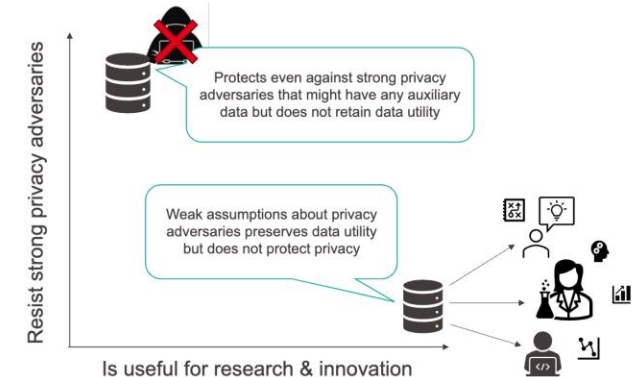 Resist strong privacy adversaries
Protects even against strong privacy
adversaries that might have any auxiliary
data but does not retain data utility
Weak assumptions about privacy
adversaries preserves data utility
but does not protect privacy
</>
Is useful for research & innovation